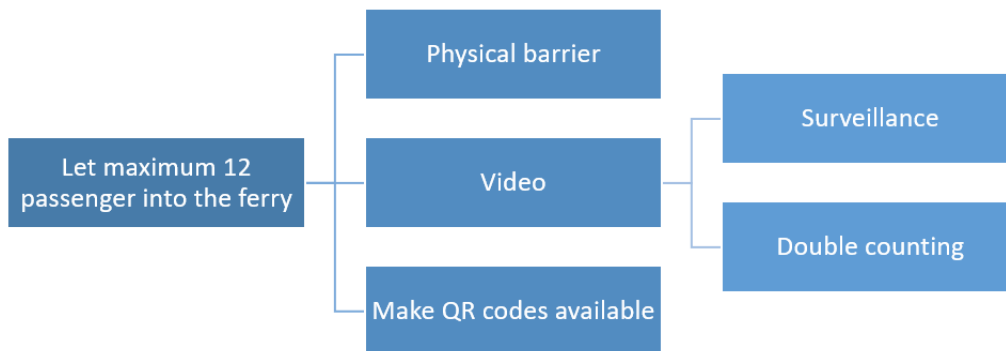 Let maximum 12
passenger into the ferry
Physical barrier
Video
Make QR codes available
Surveillance
Double counting